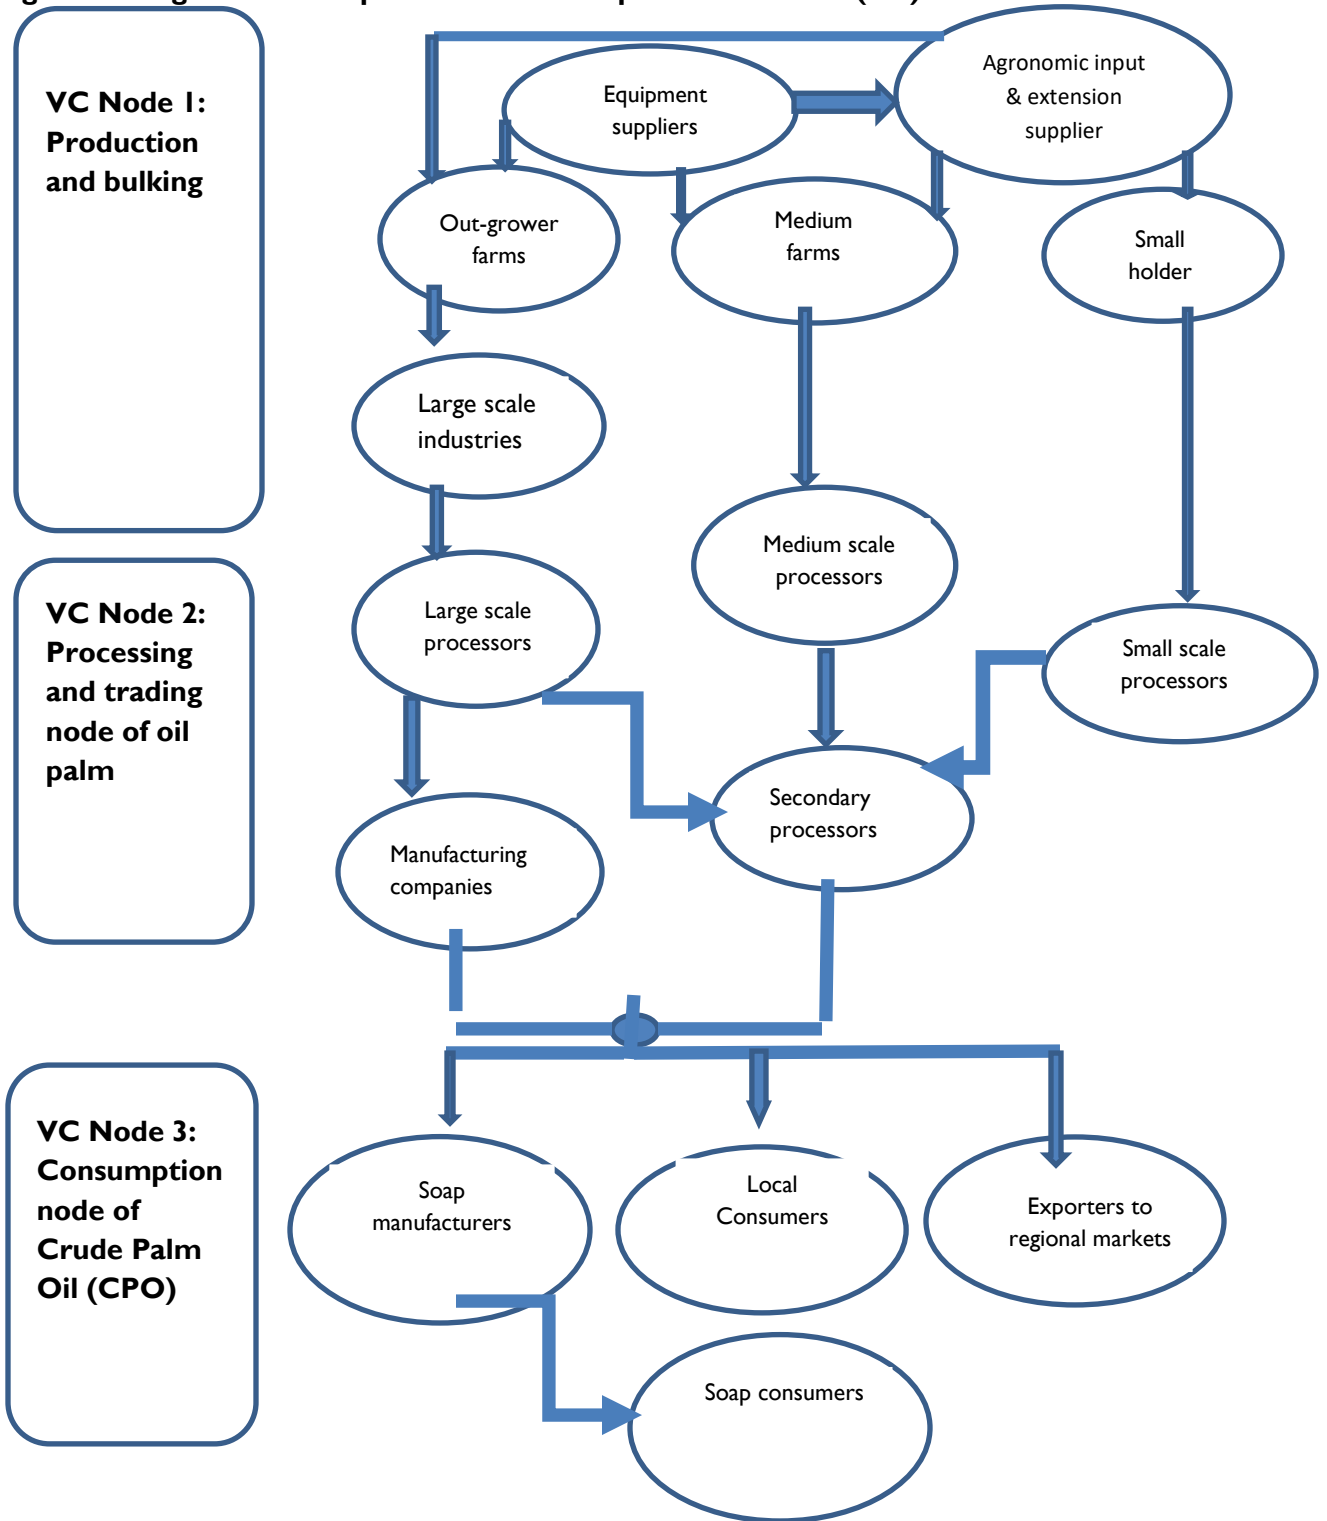 VC Node 1:
Production
and bulking
Equipment
suppliers
Agronomic input
& extension
supplier
Out-grower
farms
Medium
farms
Small
holder
Large scale
industries
VC Node 2:
Processing
and trading
node of oil
palm
Large scale
processors
Medium scale
processors
Small scale
processors
Secondary
processors
Manufacturing
companies
VC Node 3:
Consumption
node of
Crude Palm
Oil (CPO)
Soap
manufacturers
Local
Consumers
Exporters to
regional markets
Soap consumers